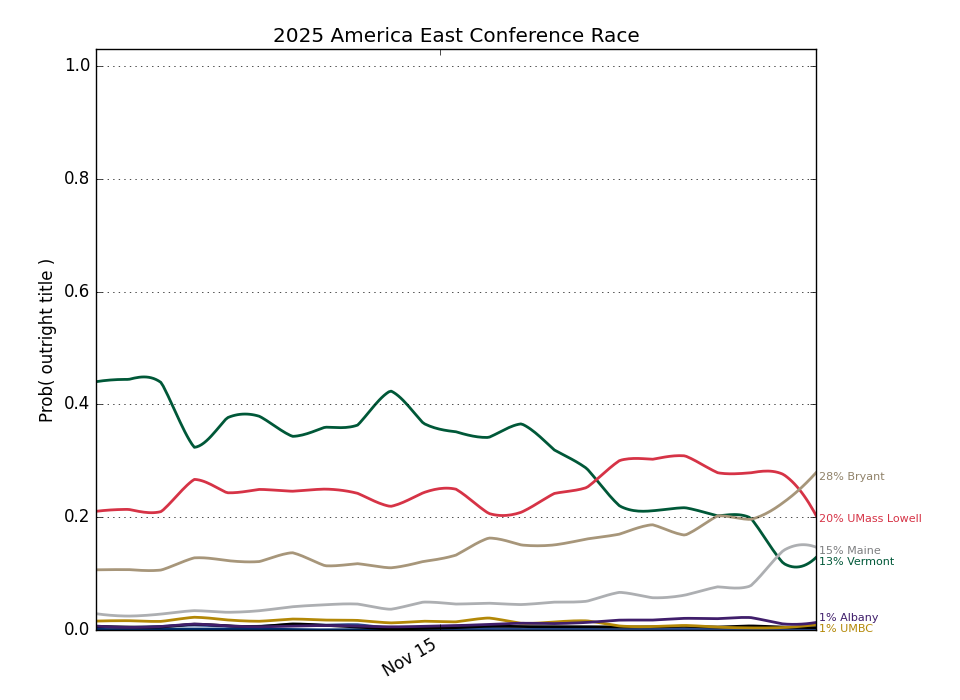 2025 America East Conference Race
Prob( outright title )
1.0
0.8
0.6
0.4
0.2
0.0
Nov 15
28% Bryant
20% UMass Lowell
15% Maine
13% Vermont
1% Albany
1% UMBC